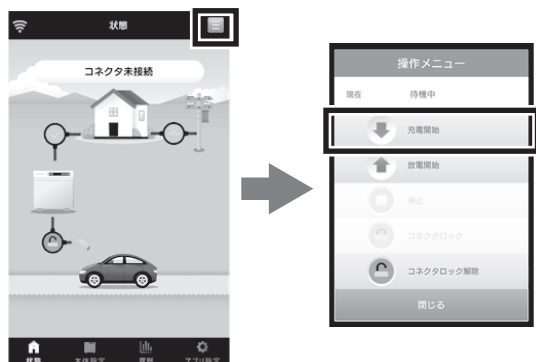 状態
コネクタ未接続
状態
本体設定
履歴
アプリ設定
操作メニュー
現在 待機中
充電開始
放電開始
停止
コネクタロック
コネクタロック解除
閉じる